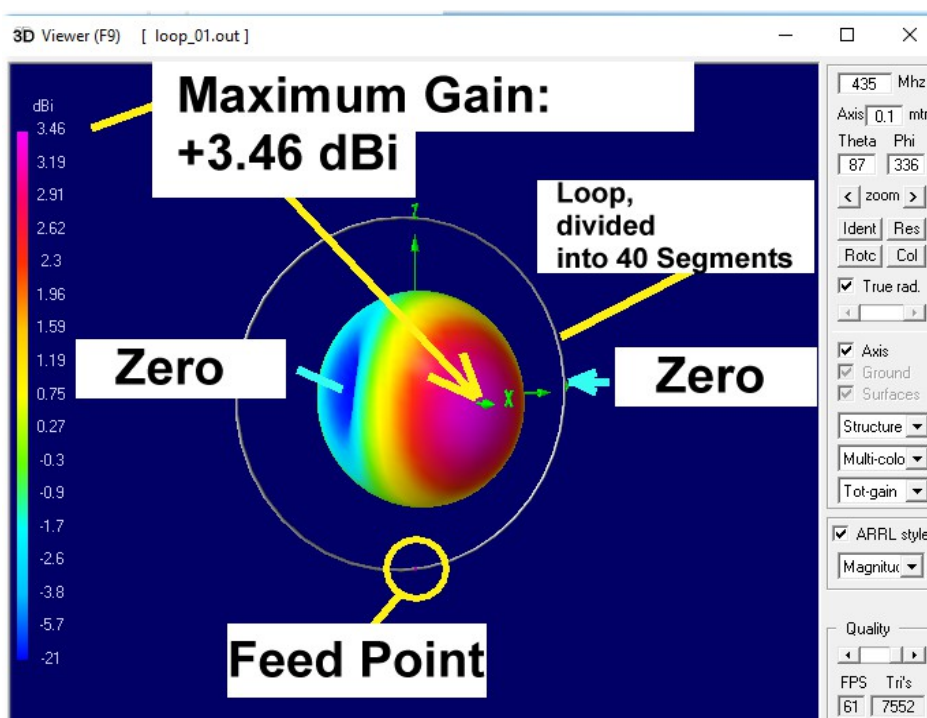 3D Viewer (F9) [ loop_01.out ]
Maximum Gain:
+3.46 dBi
dBi
3.46
3.19
2.91
2.62
2.3
1.96
1.59
1.19
0.75
0.27
-0.3
-0.9
-1.7
-2.6
-3.8
-5.7
-21
Loop,
divided
into 40 Segments
Zero
Zero
Z
X
Feed Point
435 Mhz
Axis 0.1 mtr
Theta Phi
87 336
< zoom >
Ident Res
Rotc Col
True rad.
Axis
Ground
Surfaces
Structure
Multi-colo
Tot-gain
ARRL style
Magnituc
Quality
FPS Tri's
61 7552